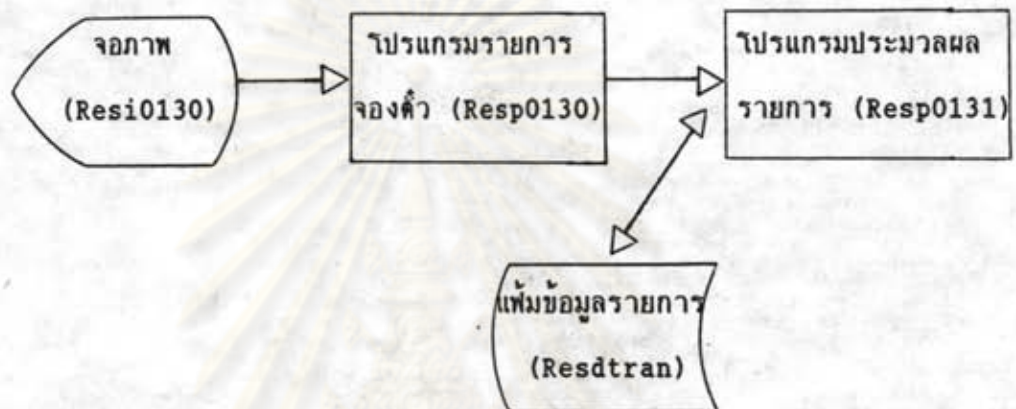 จอภาพ
(Resi0130)
โปรแกรมรายการ
จองตั๋ว (Resp0130)
โปรแกรมประมวลผล
รายการ (Resp0131)
แฟ้มข้อมูลรายการ
(Resdtran)